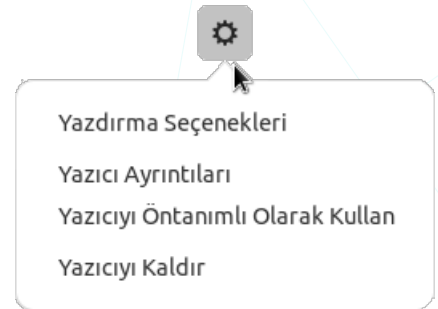 Yazdırma Seçenekleri
Yazıcı Ayrıntıları
Yazıcıyı Öntanımlı Olarak Kullan
Yazıcıyı Kaldır